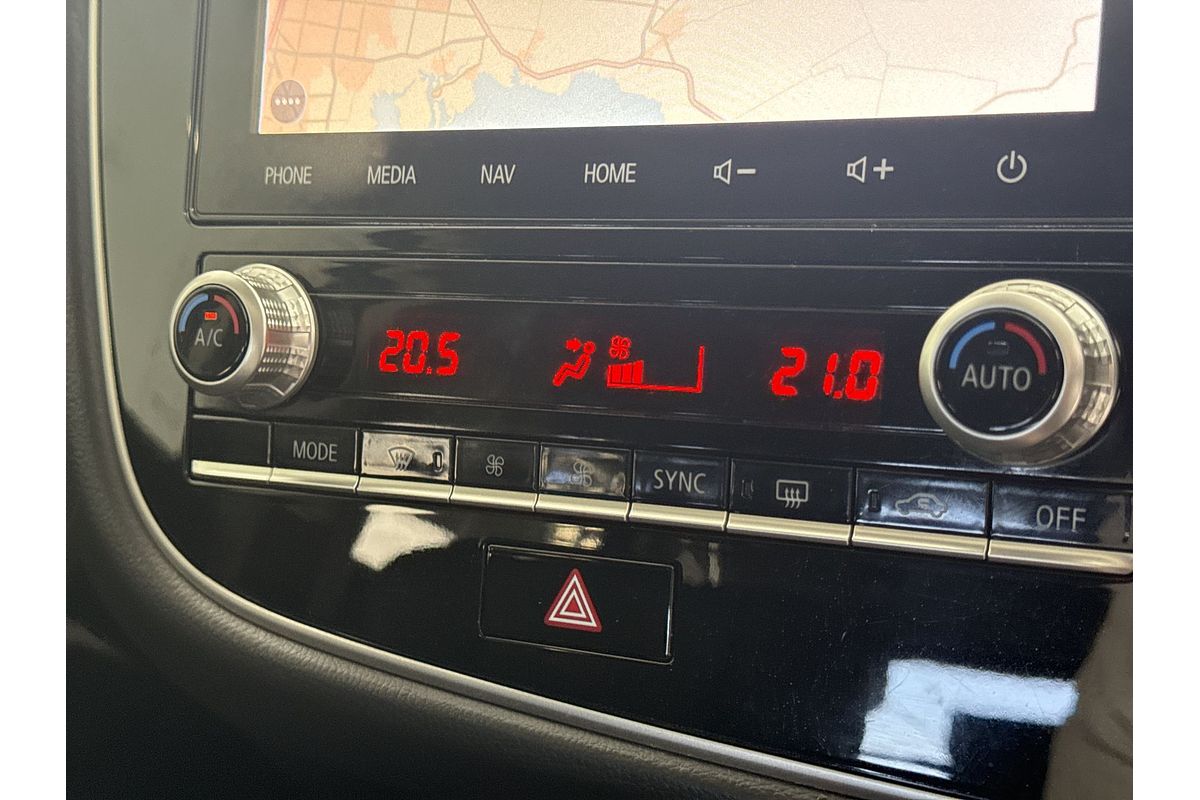 PHONE MEDIA NAV HOME
A/C 20.5 21.0 AUTO
MODE SYNC OFF